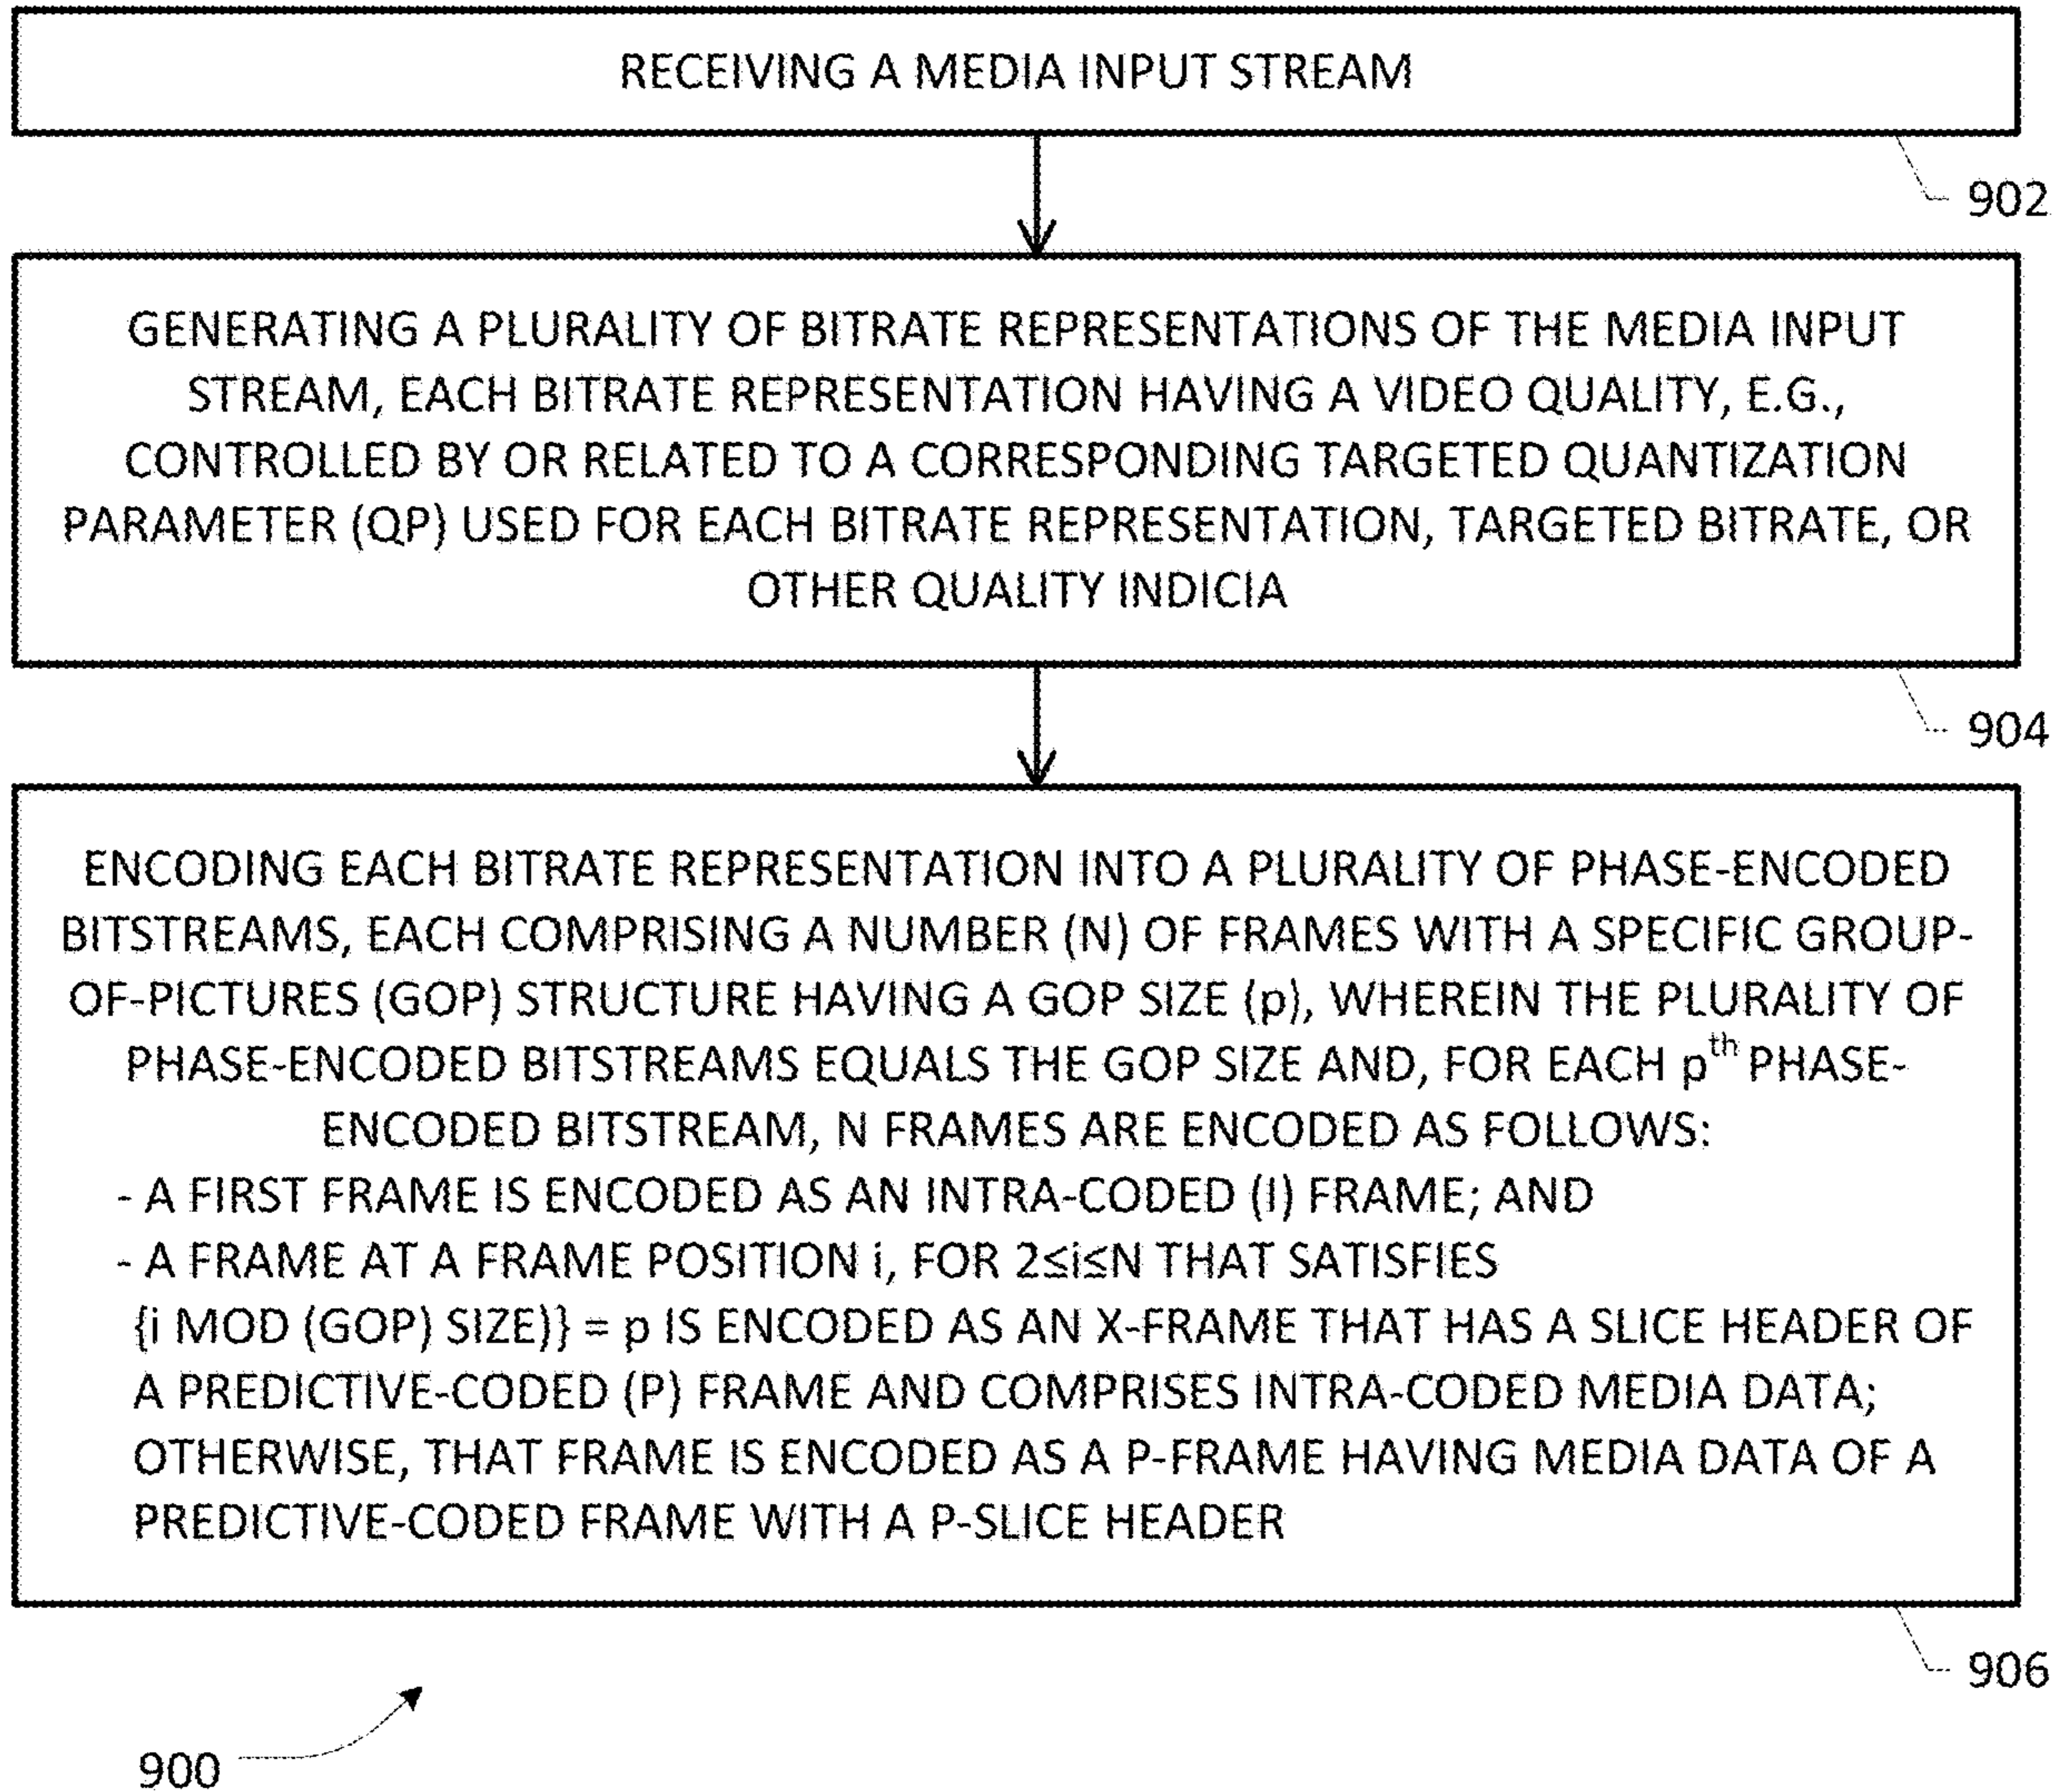 RECEIVING A MEDIA INPUT STREAM
902
GENERATING A PLURALITY OF BITRATE REPRESENTATIONS OF THE MEDIA INPUT
STREAM, EACH BITRATE REPRESENTATION HAVING A VIDEO QUALITY, E.G.,
CONTROLLED BY OR RELATED TO A CORRESPONDING TARGETED QUANTIZATION
PARAMETER (QP) USED FOR EACH BITRATE REPRESENTATION, TARGETED BITRATE, OR
OTHER QUALITY INDICIA
904
ENCODING EACH BITRATE REPRESENTATION INTO A PLURALITY OF PHASE-ENCODED
BITSTREAMS, EACH COMPRISING A NUMBER (N) OF FRAMES WITH A SPECIFIC GROUP-
OF-PICTURES (GOP) STRUCTURE HAVING A GOP SIZE (p), WHEREIN THE PLURALITY OF
PHASE-ENCODED BITSTREAMS EQUALS THE GOP SIZE AND, FOR EACH pth PHASE-
ENCODED BITSTREAM, N FRAMES ARE ENCODED AS FOLLOWS:
- A FIRST FRAME IS ENCODED AS AN INTRA-CODED (I) FRAME; AND
- A FRAME AT A FRAME POSITION i, FOR 2≤i≤N THAT SATISFIES
{i MOD (GOP) SIZE)} = p IS ENCODED AS AN X-FRAME THAT HAS A SLICE HEADER OF
A PREDICTIVE-CODED (P) FRAME AND COMPRISES INTRA-CODED MEDIA DATA;
OTHERWISE, THAT FRAME IS ENCODED AS A P-FRAME HAVING MEDIA DATA OF A
PREDICTIVE-CODED FRAME WITH A P-SLICE HEADER
906
900